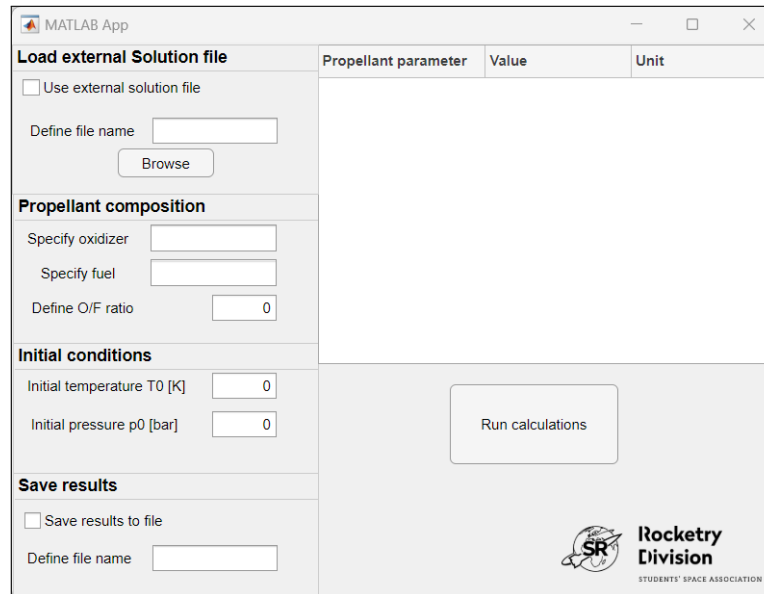 MATLAB App
Load external Solution file
Use external solution file
Define file name
Browse
Propellant composition
Specify oxidizer
Specify fuel
Define O/F ratio 0
Initial conditions
Initial temperature T0 [K] 0
Initial pressure p0 [bar] 0
Save results
Save results to file
Define file name
Propellant parameter Value Unit
Run calculations
SR
Rocketry
Division
STUDENTS' SPACE ASSOCIATION